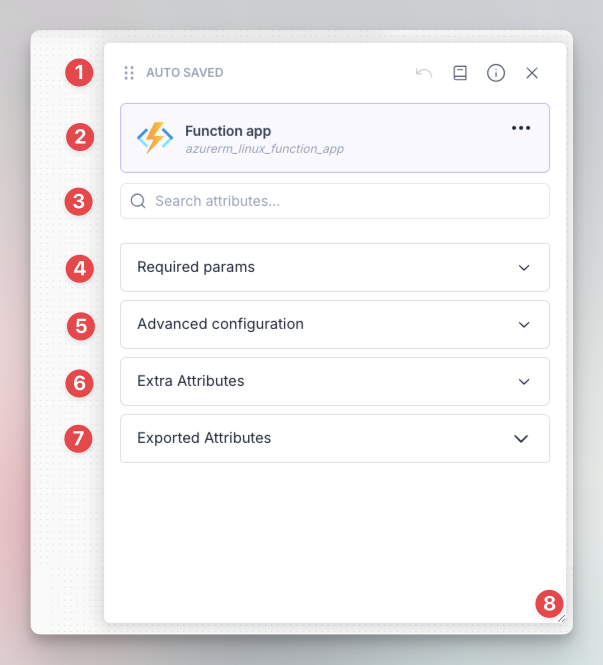 1 AUTO SAVED
2 Function app
azurerm_linux_function_app
3 Search attributes...
4 Required params
5 Advanced configuration
6 Extra Attributes
7 Exported Attributes
8